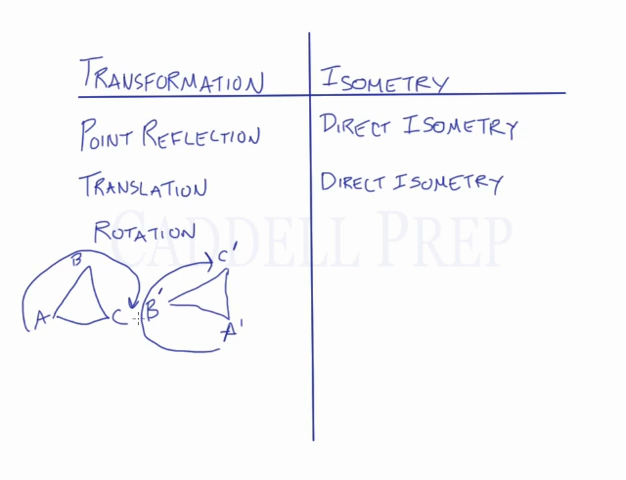 TRANSFORMATION ISOMETRY
POINT REFLECTION DIRECT ISOMETRY
TRANSLATION DIRECT ISOMETRY
ROTATION
CADDELL PREP
B C'
A C B'
A'